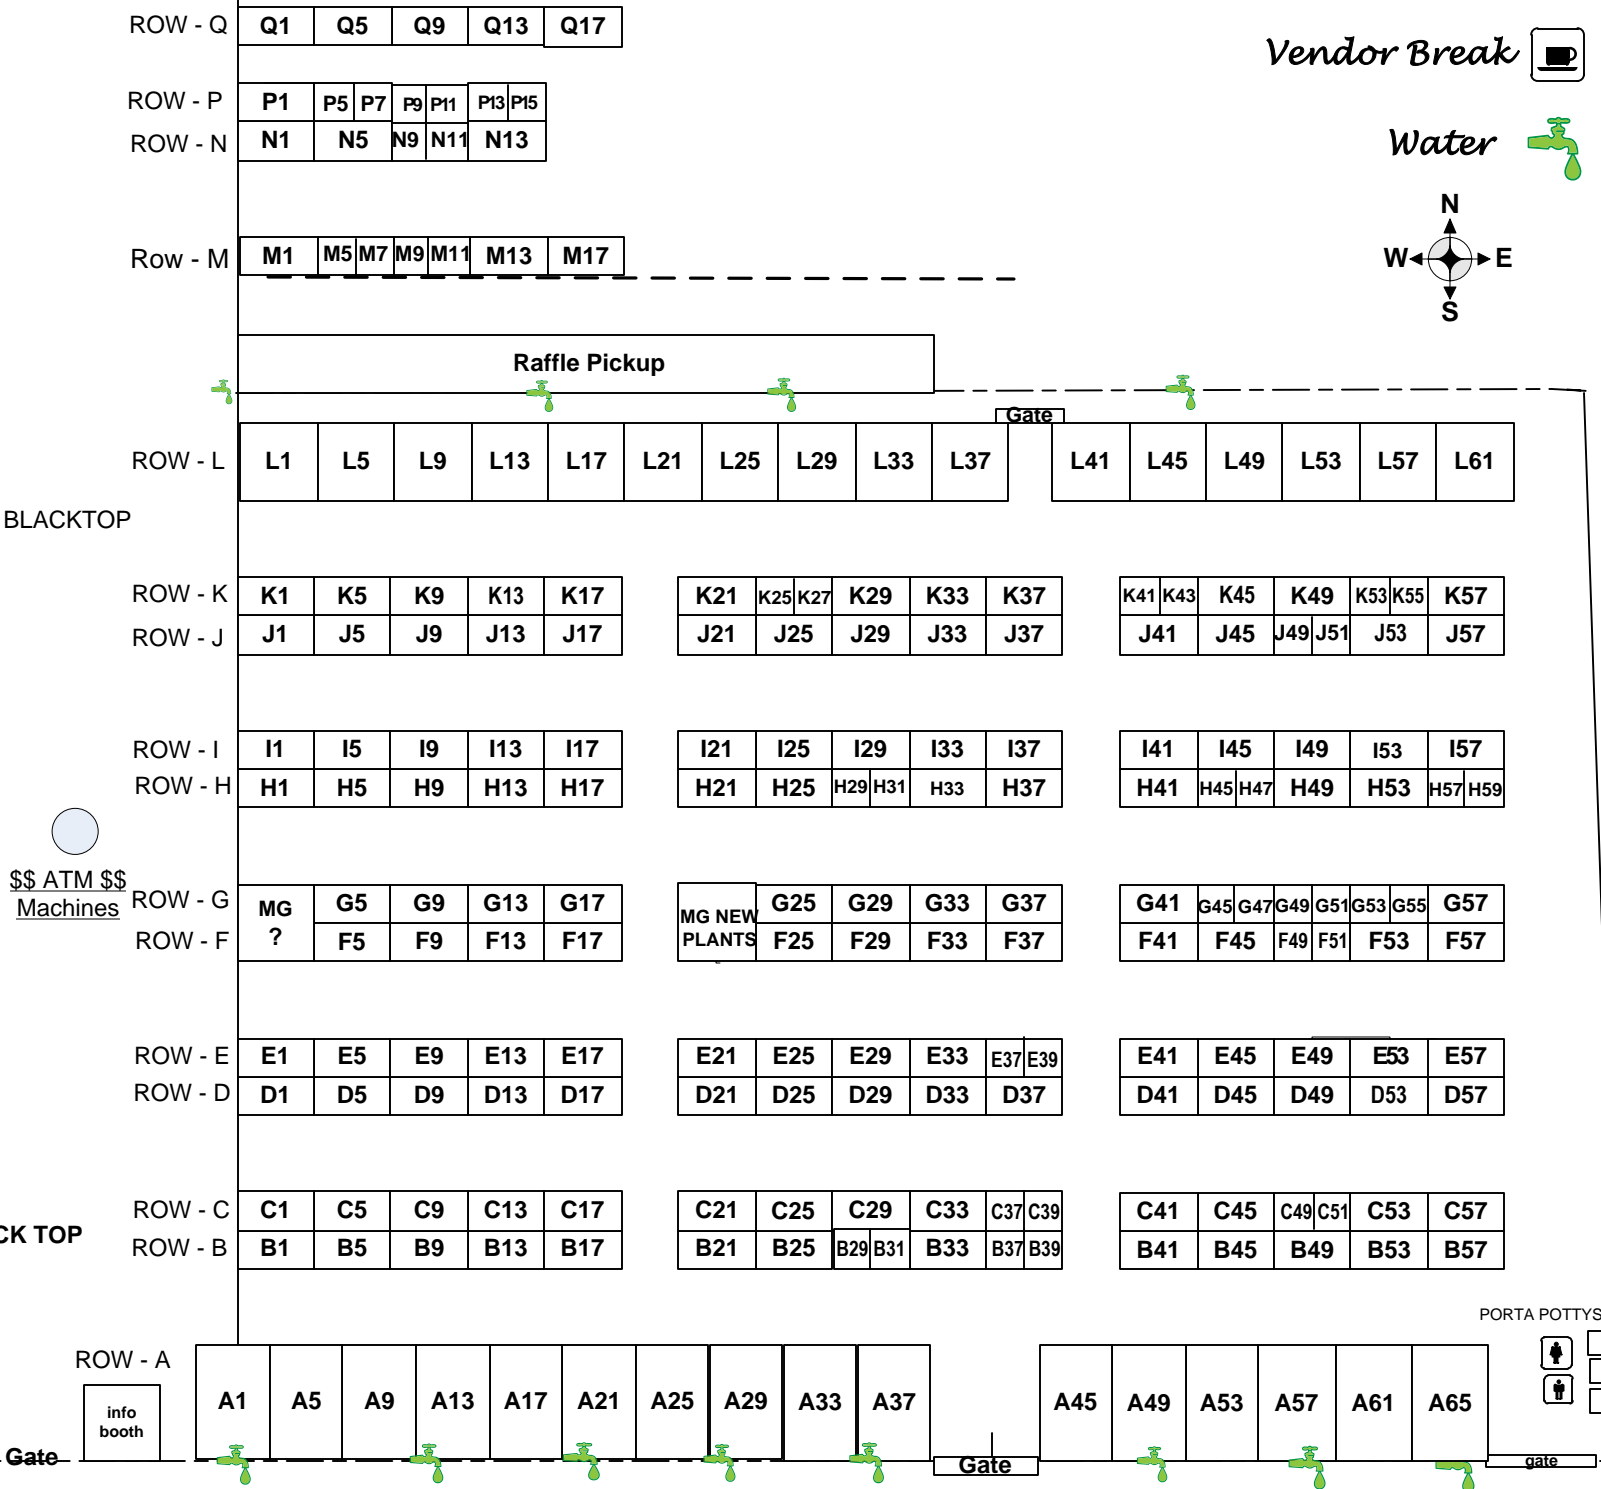 ROW - Q Q1 Q5 Q9 Q13 Q17
Vendor Break
ROW - P P1 P5 P7 P9 P11 P13 P15
ROW - N N1 N5 N9 N11 N13
Water
N
W E
S
Row - M M1 M5 M7 M9 M11 M13 M17
Raffle Pickup
Gate
ROW - L L1 L5 L9 L13 L17 L21 L25 L29 L33 L37 L41 L45 L49 L53 L57 L61
BLACKTOP
ROW - K K1 K5 K9 K13 K17 K21 K25 K27 K29 K33 K37 K41 K43 K45 K49 K53 K55 K57
ROW - J J1 J5 J9 J13 J17 J21 J25 J29 J33 J37 J41 J45 J49 J51 J53 J57
ROW - I I1 I5 I9 I13 I17 I21 I25 I29 I33 I37 I41 I45 I49 I53 I57
ROW - H H1 H5 H9 H13 H17 H21 H25 H29 H31 H33 H37 H41 H45 H47 H49 H53 H57 H59
$$ ATM $$
Machines
ROW - G G5 G9 G13 G17 G25 G29 G33 G37 G41 G45 G47 G49 G51 G53 G55 G57
MG
?
MG NEW
PLANTS
ROW - F F5 F9 F13 F17 F25 F29 F33 F37 F41 F45 F49 F51 F53 F57
ROW - E E1 E5 E9 E13 E17 E21 E25 E29 E33 E37 E39 E41 E45 E49 E53 E57
ROW - D D1 D5 D9 D13 D17 D21 D25 D29 D33 D37 D41 D45 D49 D53 D57
ROW - C C1 C5 C9 C13 C17 C21 C25 C29 C33 C37 C39 C41 C45 C49 C51 C53 C57
CK TOP
ROW - B B1 B5 B9 B13 B17 B21 B25 B29 B31 B33 B37 B39 B41 B45 B49 B53 B57
PORTA POTTYS
ROW - A A1 A5 A9 A13 A17 A21 A25 A29 A33 A37 A45 A49 A53 A57 A61 A65
info
booth
Gate Gate gate